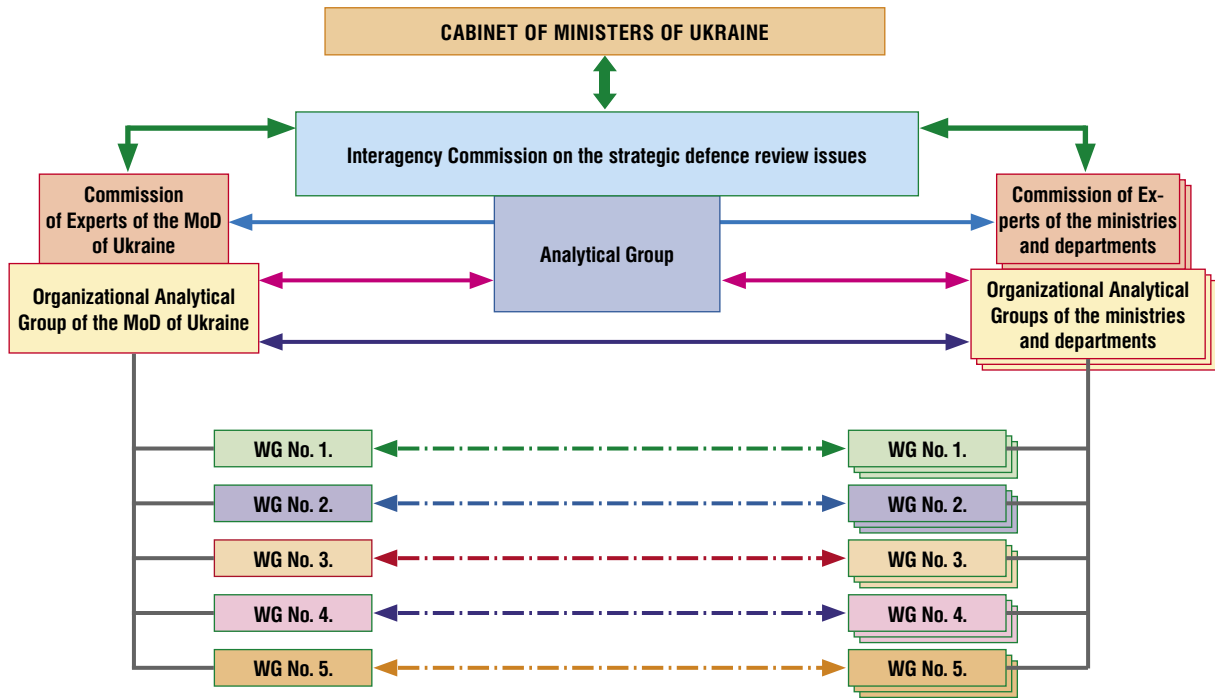 CABINET OF MINISTERS OF UKRAINE
Interagency Commission on the strategic defence review issues
Commission
of Experts of the MoD
of Ukraine
Analytical Group
Commission of Ex-
perts of the ministries
and departments
Organizational Analytical
Group of the MoD of Ukraine
Organizational Analytical
Groups of the ministries
and departments
WG No. 1.
WG No. 1.
WG No. 2.
WG No. 2.
WG No. 3.
WG No. 3.
WG No. 4.
WG No. 4.
WG No. 5.
WG No. 5.